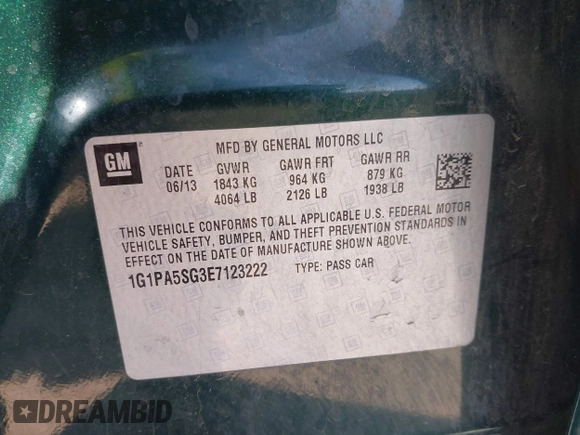 GM
MFD BY GENERAL MOTORS LLC
DATE GVWR GAWR FRT GAWR RR
06/13 1843 KG 964 KG 879 KG
4064 LB 2126 LB 1938 LB
THIS VEHICLE CONFORMS TO ALL APPLICABLE U.S. FEDERAL MOTOR
VEHICLE SAFETY, BUMPER, AND THEFT PREVENTION STANDARDS IN
EFFECT ON THE DATE OF MANUFACTURE SHOWN ABOVE.
1G1PA5SG3E7123222 TYPE: PASS CAR
DREAMBID